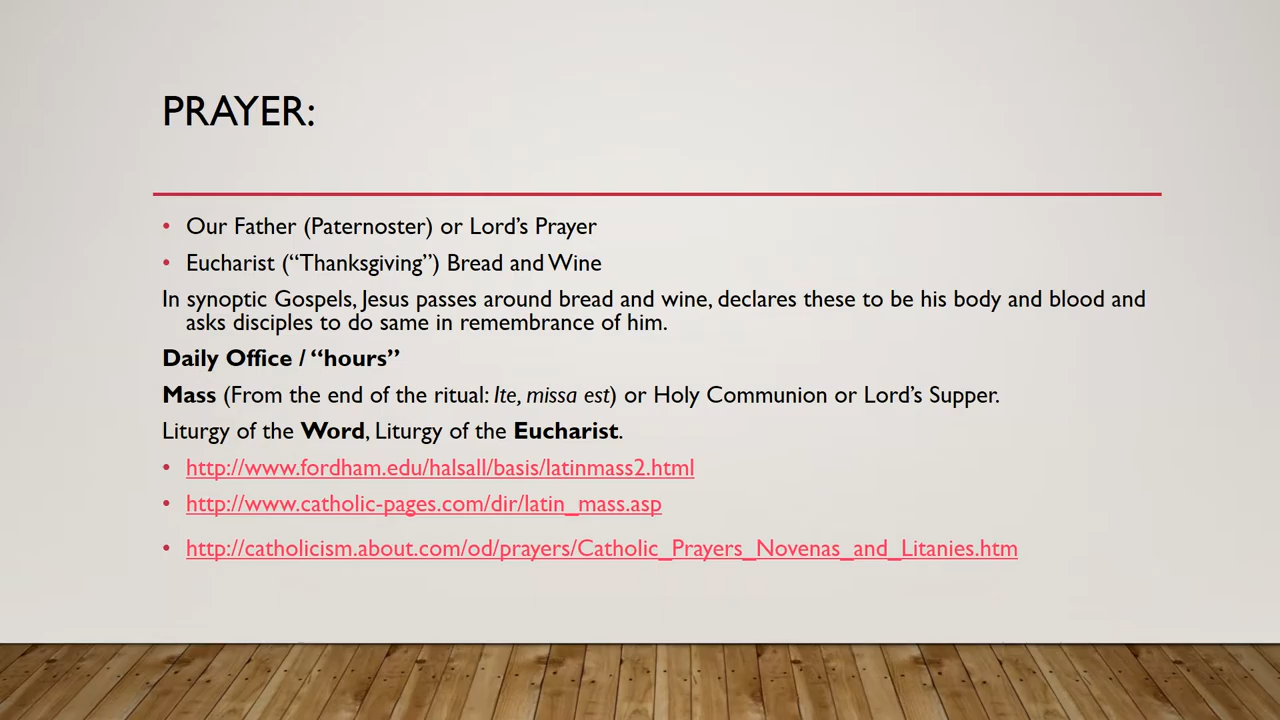 PRAYER:
• Our Father (Paternoster) or Lord’s Prayer
• Eucharist (“Thanksgiving”) Bread and Wine
In synoptic Gospels, Jesus passes around bread and wine, declares these to be his body and blood and
asks disciples to do same in remembrance of him.
Daily Office / “hours”
Mass (From the end of the ritual: Ite, missa est) or Holy Communion or Lord’s Supper.
Liturgy of the Word, Liturgy of the Eucharist.
• http://www.fordham.edu/halsall/basis/latinmass2.html
• http://www.catholic-pages.com/dir/latin_mass.asp
• http://catholicism.about.com/od/prayers/Catholic_Prayers_Novenas_and_Litanies.htm